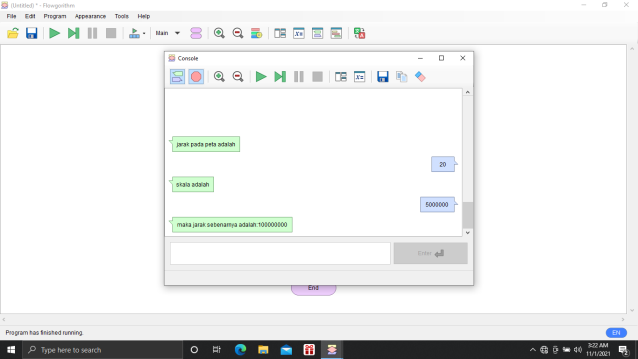 (Untitled) * - Flowgorithm
File Edit Program Appearance Tools Help
Main
Console
jarak pada peta adalah
20
skala adalah
5000000
maka jarak sebenarnya adalah:100000000
Enter
End
Program has finished running.
EN
Type here to search
3:22 AM
11/1/2021